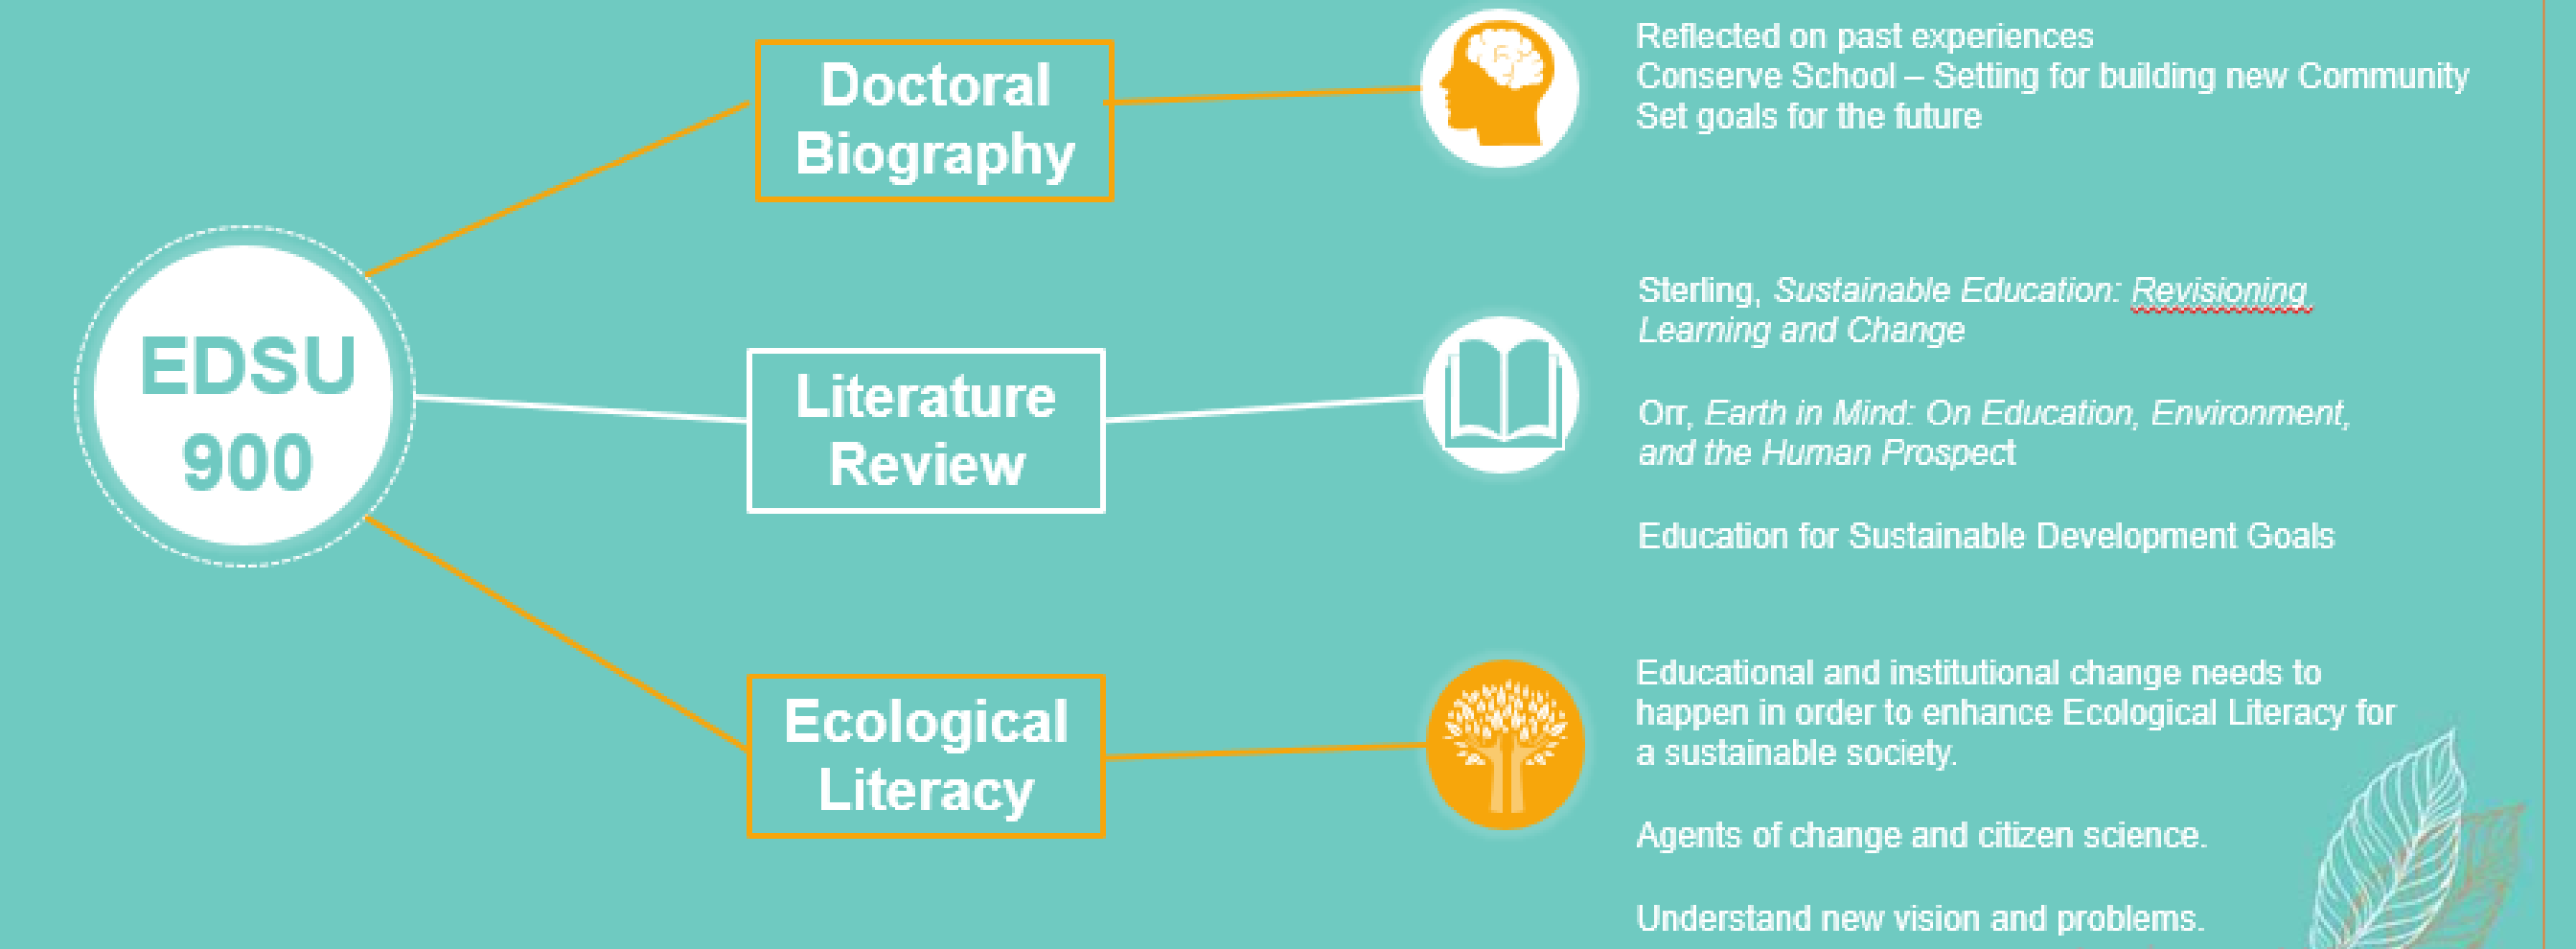 EDSU
900
Doctoral
Biography
Reflected on past experiences
Conserve School – Setting for building new Community
Set goals for the future
Literature
Review
Sterling, Sustainable Education: Revisioning
Learning and Change
Orr, Earth in Mind: On Education, Environment,
and the Human Prospect
Education for Sustainable Development Goals
Ecological
Literacy
Educational and institutional change needs to
happen in order to enhance Ecological Literacy for
a sustainable society.
Agents of change and citizen science.
Understand new vision and problems.